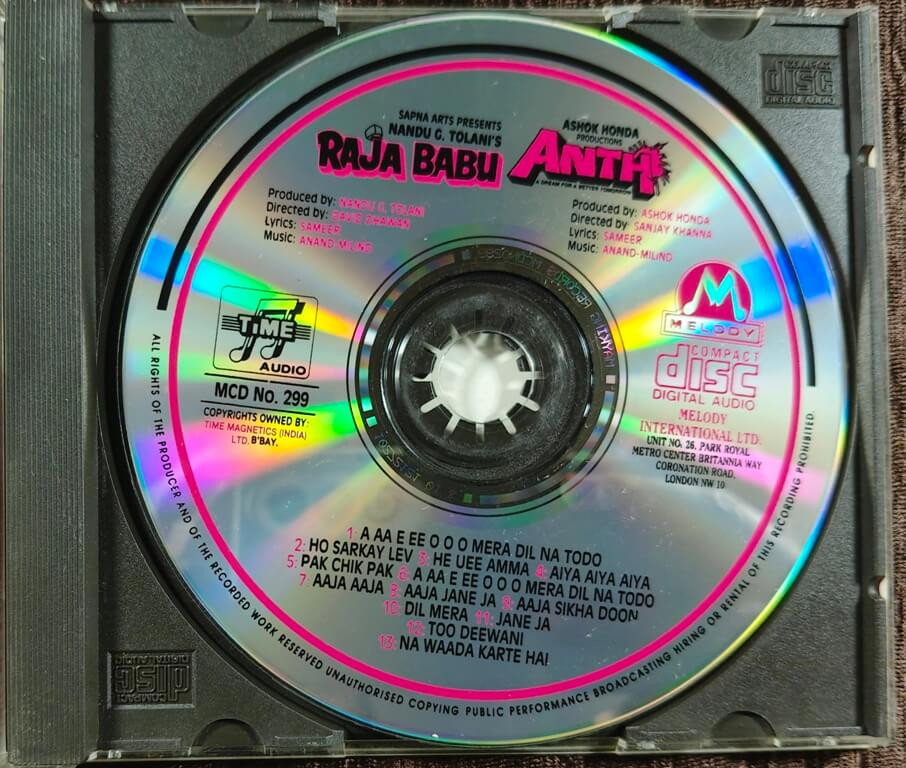 SAPNA ARTS PRESENTS
NANDU G. TOLANI'S
RAJA BABU
ASHOK HONDA
PRODUCTIONS
ANTH
A DREAM FOR A BETTER TOMORROW
Produced by: NANDU G. TOLANI
Directed by: DAVID DHAWAN
Lyrics: SAMEER
Music: ANAND-MILIND
Produced by: ASHOK HONDA
Directed by: SANJAY KHANNA
Lyrics: SAMEER
Music: ANAND-MILIND
TIME
AUDIO
MCD No. 299
COPYRIGHTS OWNED BY:
TIME MAGNETICS (INDIA)
LTD. B'BAY.
M
MELODY
COMPACT
disc
DIGITAL AUDIO
MELODY
INTERNATIONAL LTD.
UNIT NO. 26, PARK ROYAL
METRO CENTER BRITANNIA WAY
CORONATION ROAD,
LONDON NW 10
1: A AA E EE O O O MERA DIL NA TODO
2: HO SARKAY LEV 3: HE UEE AMMA 4: AIYA AIYA AIYA
5: PAK CHIK PAK 6: A AA E EE O O O MERA DIL NA TODO
7: AAJA AAJA 8: AAJA JANE JA 9: AAJA SIKHA DOON
10: DIL MERA 11: JANE JA
12: TOO DEEWANI
13: NA WAADA KARTE HAI
ALL RIGHTS OF THE PRODUCER AND OF THE RECORDED WORK RESERVED UNAUTHORISED COPYING PUBLIC PERFORMANCE BROADCASTING HIRING OR RENTAL OF THIS RECORDING PROHIBITED.
COMPACT
disc
DIGITAL AUDIO
COMPACT
disc
DIGITAL AUDIO